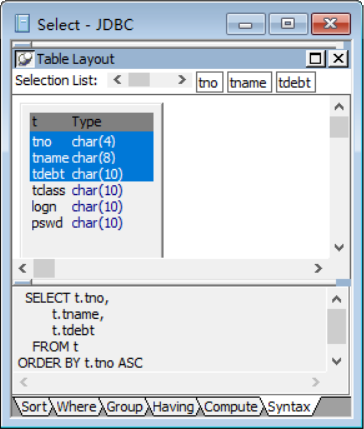 Select - JDBC
Table Layout
Selection List: tno tname tdebt
t Type
tno char(4)
tname char(8)
tdebt char(10)
tclass char(10)
logn char(10)
pswd char(10)
SELECT t.tno,
t.tname,
t.tdebt
FROM t
ORDER BY t.tno ASC
Sort Where Group Having Compute Syntax